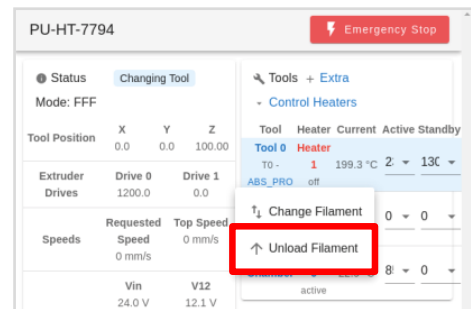 PU-HT-7794
Emergency Stop
Status Changing Tool
Mode: FFF
Tool Position X Y Z
0.0 0.0 100.00
Extruder Drives Drive 0 Drive 1
1200.0 0.0
Speeds Requested Speed Top Speed
0 mm/s 0 mm/s
Vin V12
24.0 V 12.1 V
Tools + Extra
Control Heaters
Tool Heater Current Active Standby
Tool 0 Heater
T0 - 1 199.3 °C
ABS_PRO off
Change Filament 0 0
Unload Filament
0
active